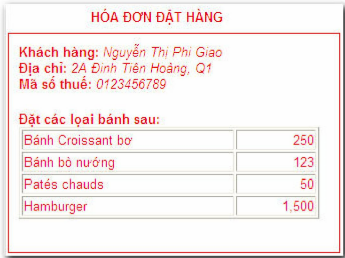 HÓA ĐƠN ĐẶT HÀNG
Khách hàng: Nguyễn Thị Phi Giao
Địa chỉ: 2A Đinh Tiên Hoàng, Q1
Mã số thuế: 0123456789
Đặt các lọai bánh sau:
Bánh Croissant bơ 250
Bánh bò nướng 123
Patés chauds 50
Hamburger 1,500